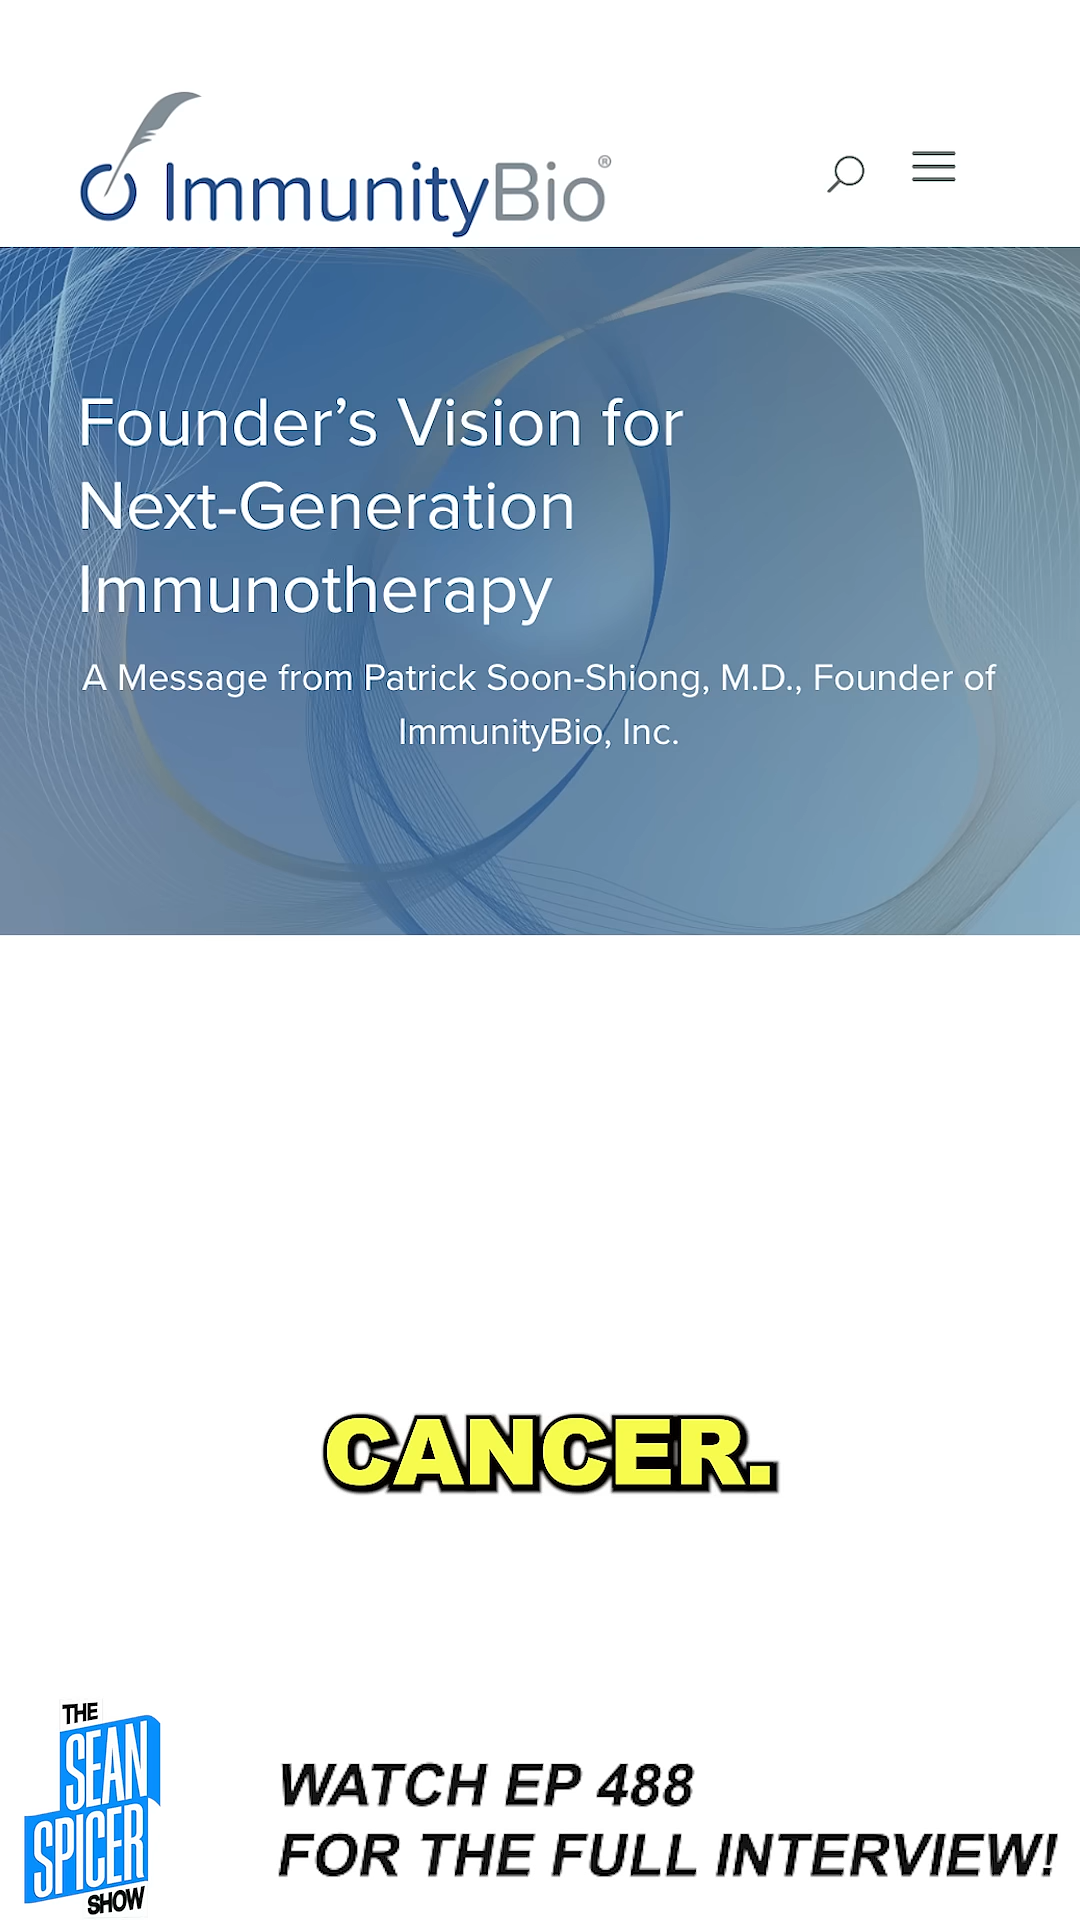 ImmunityBio®
Founder’s Vision for
Next-Generation
Immunotherapy
A Message from Patrick Soon-Shiong, M.D., Founder of
ImmunityBio, Inc.
CANCER.
THE
SEAN
SPICER
SHOW
WATCH EP 488
FOR THE FULL INTERVIEW!